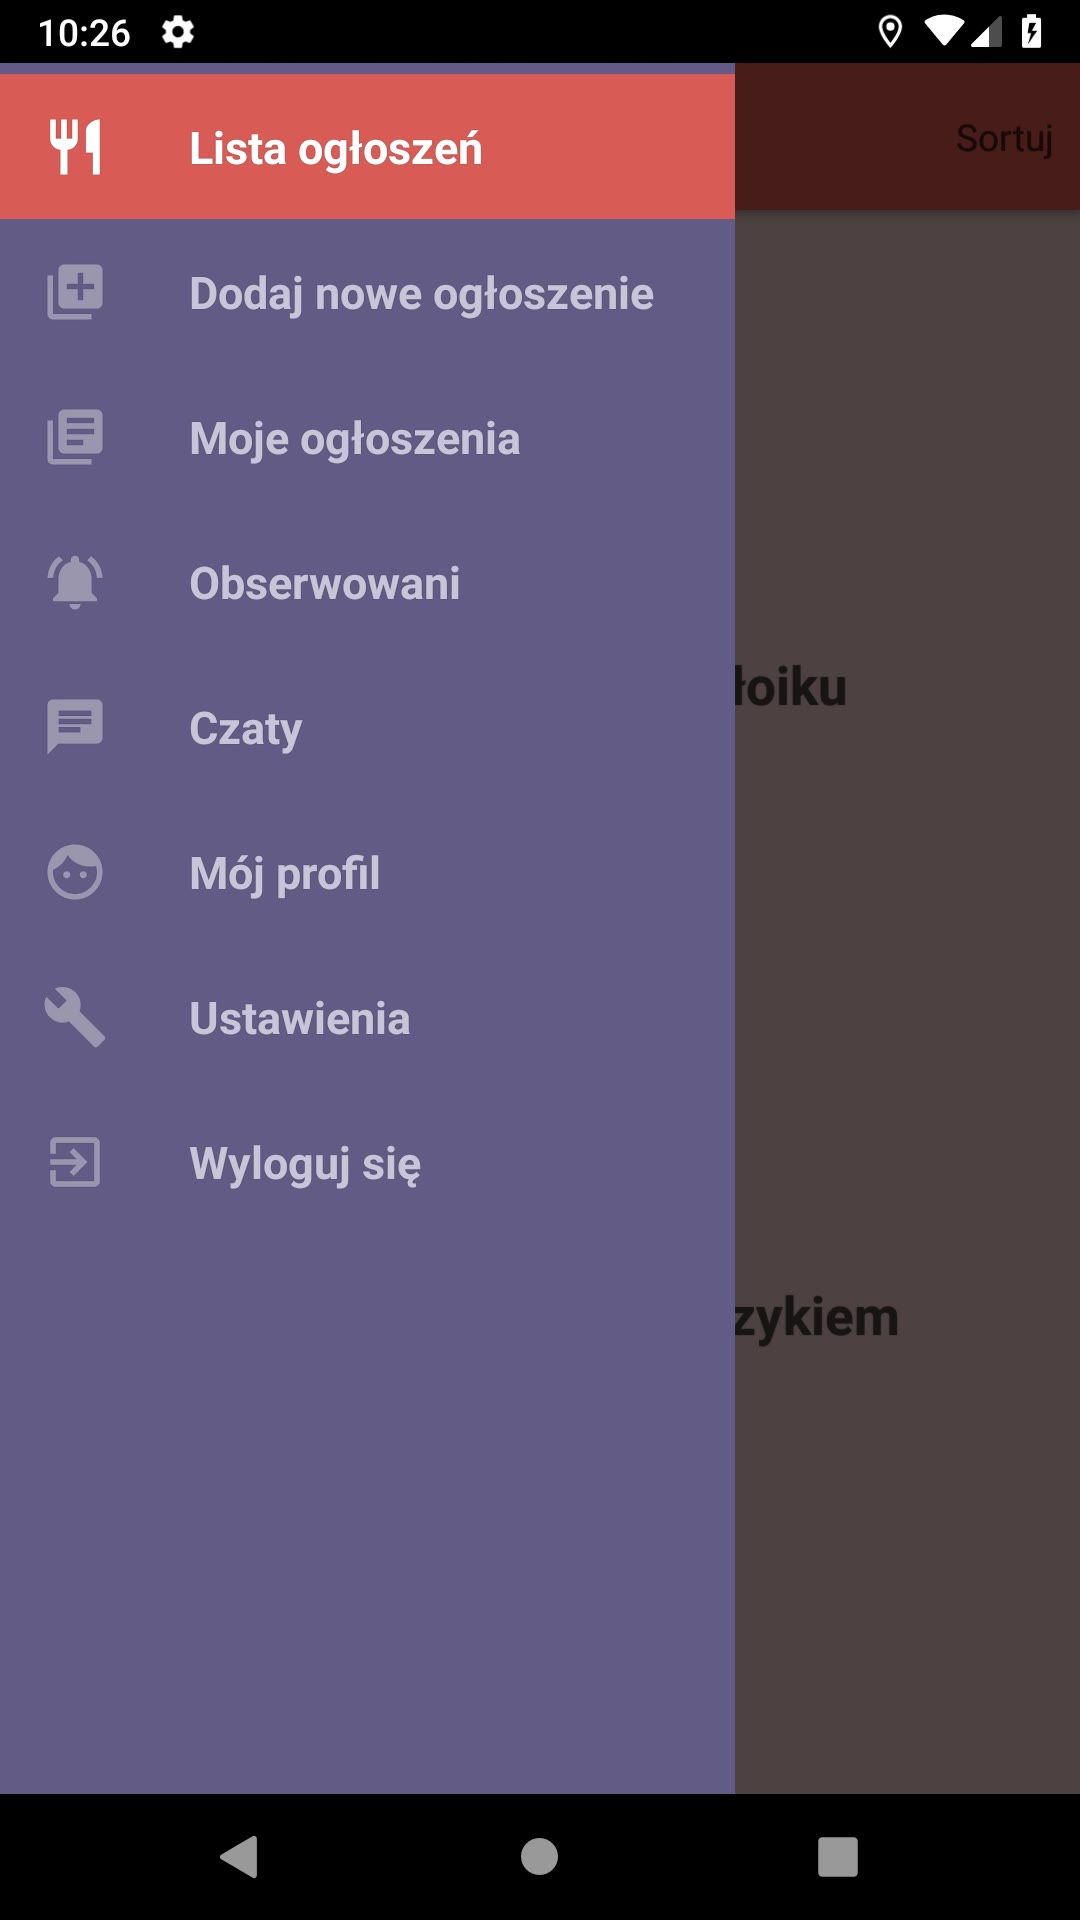 10:26
Lista ogłoszeń
Sortuj
Dodaj nowe ogłoszenie
Moje ogłoszenia
Obserwowani
łoiku
Czaty
Mój profil
Ustawienia
Wyloguj się
zykiem